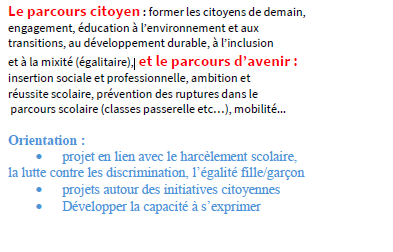 Le parcours citoyen : former les citoyens de demain,
engagement, éducation à l'environnement et aux
transitions, au développement durable, à l'inclusion
et à la mixité (égalitaire), et le parcours d'avenir :
insertion sociale et professionnelle, ambition et
réussite scolaire, prévention des ruptures dans le
parcours scolaire (classes passerelle etc...), mobilité...
Orientation :
• projet en lien avec le harcèlement scolaire,
la lutte contre les discrimination, l'égalité fille/garçon
• projets autour des initiatives citoyennes
• Développer la capacité à s'exprimer